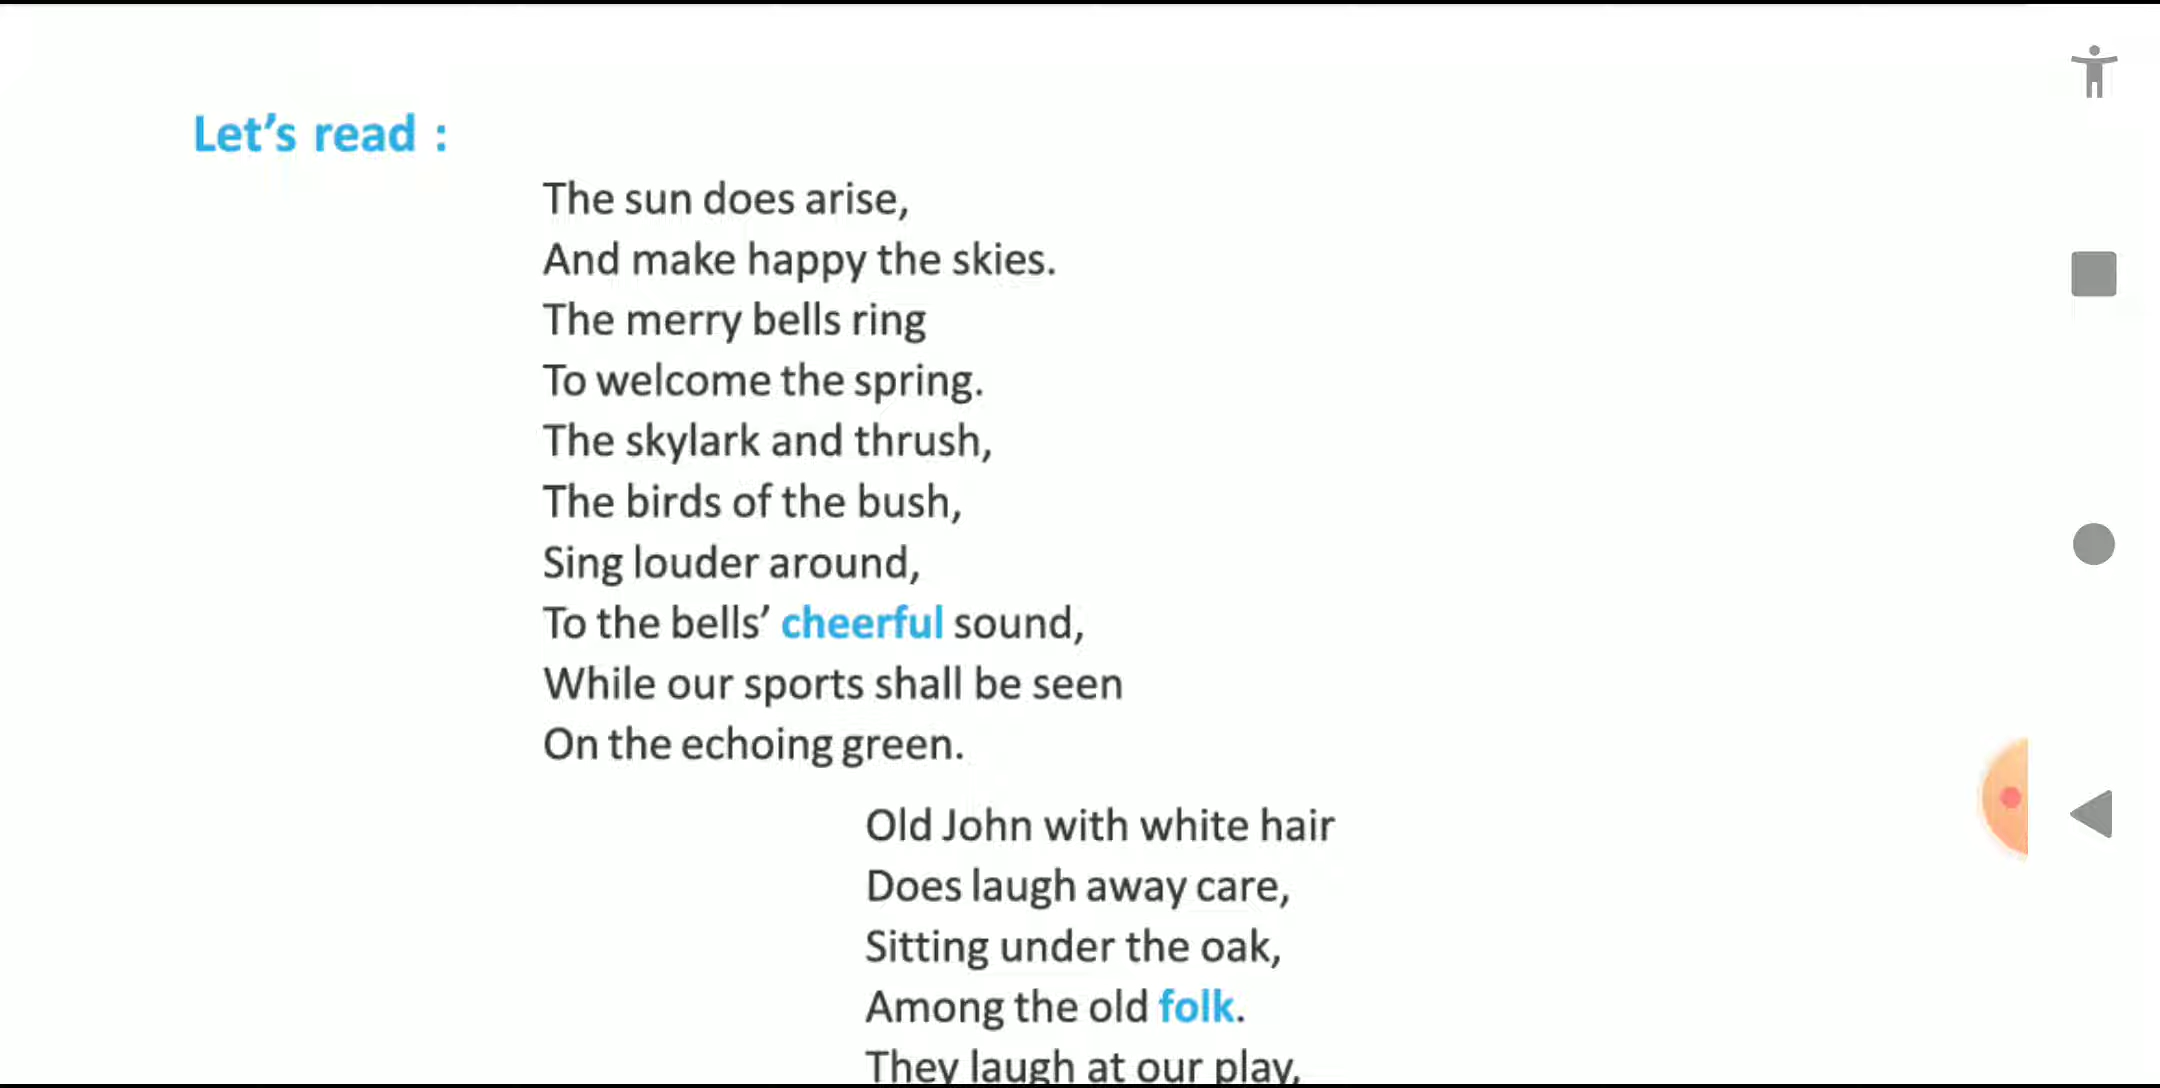 Let’s read :
The sun does arise,
And make happy the skies.
The merry bells ring
To welcome the spring.
The skylark and thrush,
The birds of the bush,
Sing louder around,
To the bells’ cheerful sound,
While our sports shall be seen
On the echoing green.
Old John with white hair
Does laugh away care,
Sitting under the oak,
Among the old folk.
They laugh at our play,